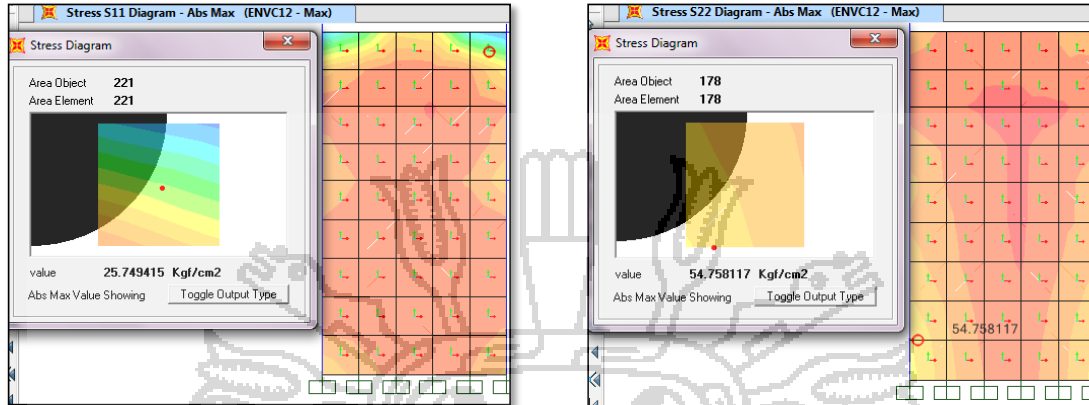 Stress S11 Diagram - Abs Max (ENVC12 - Max)
Stress Diagram
Area Object 221
Area Element 221
value 25.749415 Kgf/cm2
Abs Max Value Showing Toggle Output Type
Stress S22 Diagram - Abs Max (ENVC12 - Max)
Stress Diagram
Area Object 178
Area Element 178
value 54.758117 Kgf/cm2
Abs Max Value Showing Toggle Output Type
54.758117